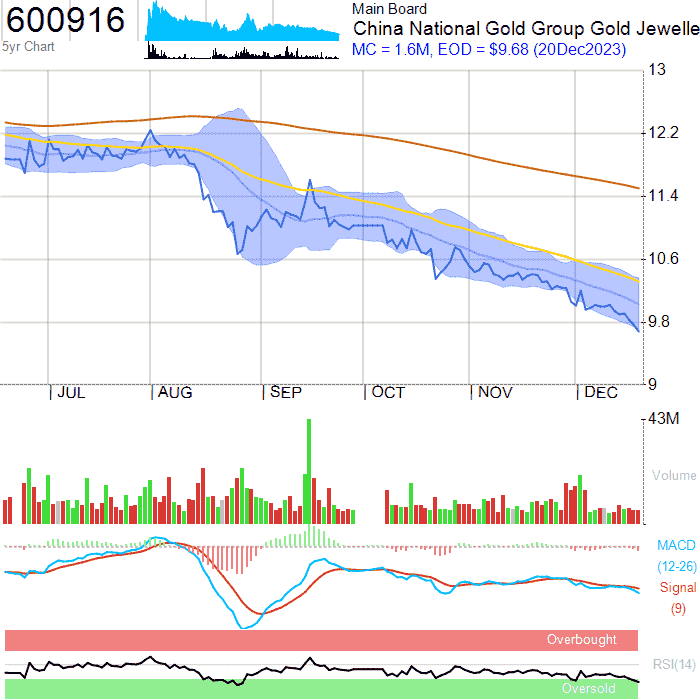 600916
5yr Chart
Main Board
China National Gold Group Gold Jewelle
MC = 1.6M, EOD = $9.68 (20Dec2023)
13
12.2
11.4
10.6
9.8
9
JUL AUG SEP OCT NOV DEC
43M
Volume
MACD
(12-26)
Signal
(9)
Overbought
RSI(14)
Oversold